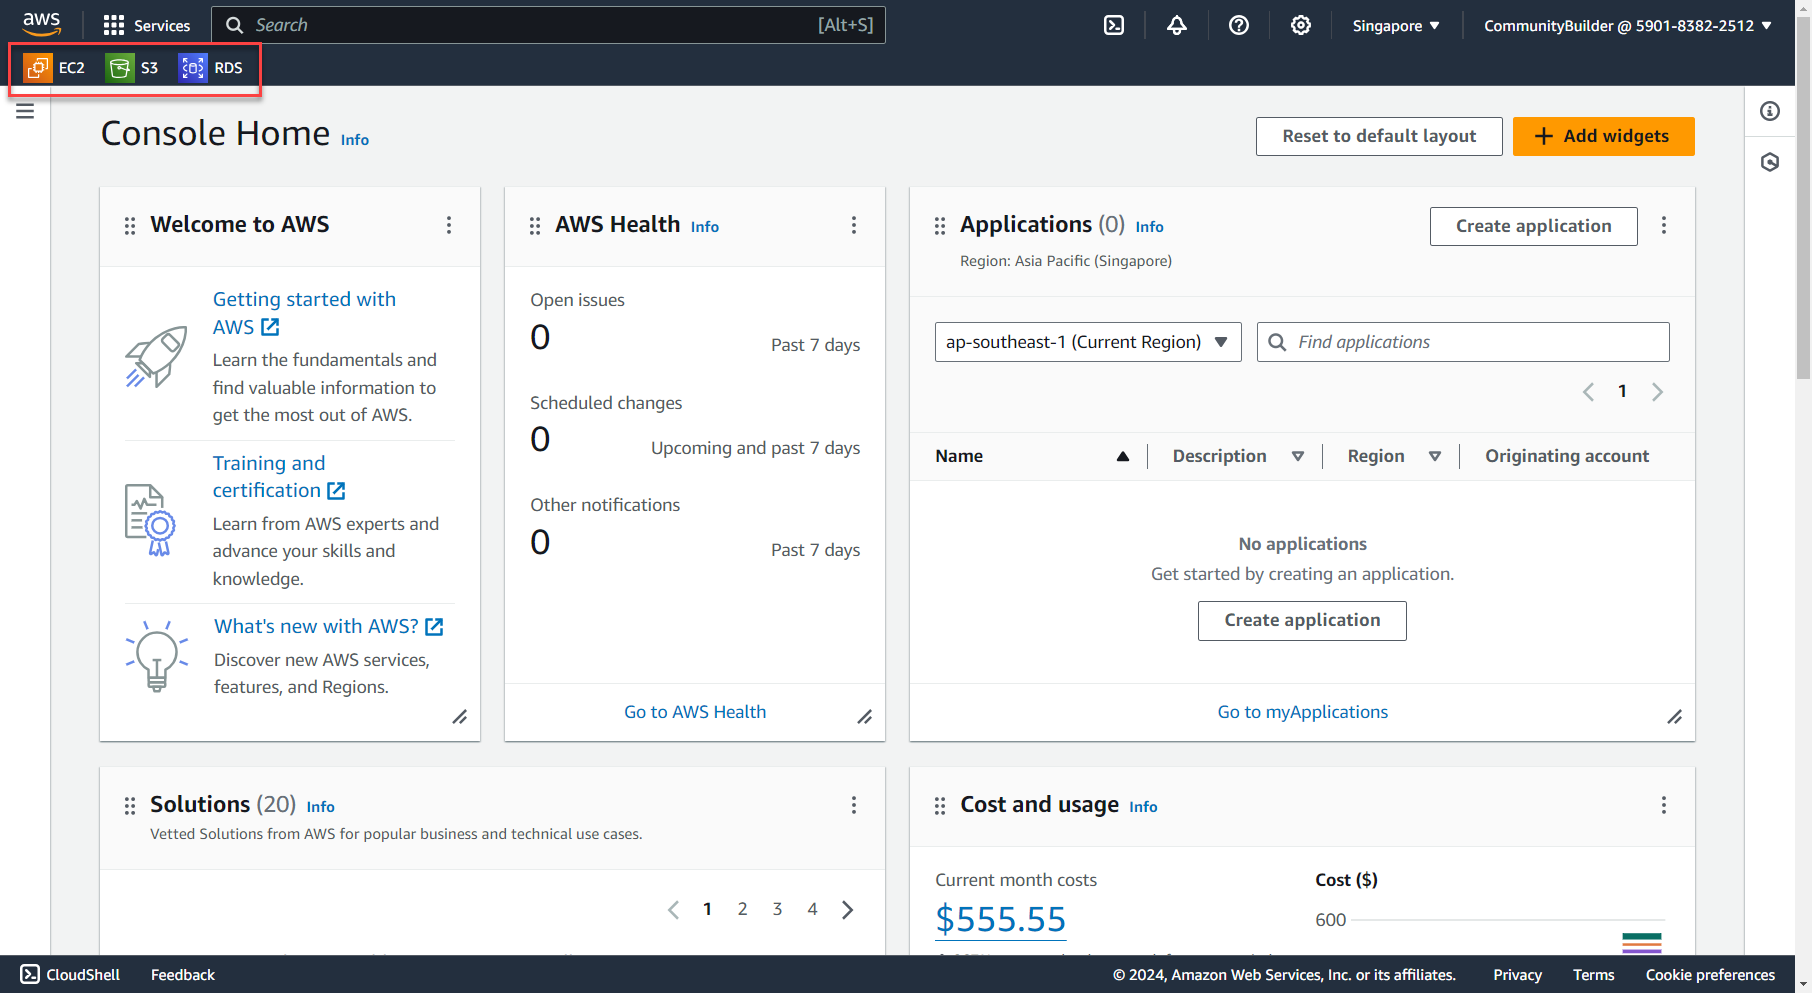 aws
Services
Search [Alt+S]
Singapore
CommunityBuilder @ 5901-8382-2512
EC2
S3
RDS
Console Home Info
Reset to default layout
Add widgets
Welcome to AWS
Getting started with
AWS
Learn the fundamentals and
find valuable information to
get the most out of AWS.
Training and
certification
Learn from AWS experts and
advance your skills and
knowledge.
What's new with AWS?
Discover new AWS services,
features, and Regions.
AWS Health Info
Open issues
0
Past 7 days
Scheduled changes
0
Upcoming and past 7 days
Other notifications
0
Past 7 days
Go to AWS Health
Applications (0) Info
Create application
Region: Asia Pacific (Singapore)
ap-southeast-1 (Current Region)
Find applications
1
Name
Description
Region
Originating account
No applications
Get started by creating an application.
Create application
Go to myApplications
Solutions (20) Info
Vetted Solutions from AWS for popular business and technical use cases.
1 2 3 4
Cost and usage Info
Current month costs
$555.55
Cost ($)
600
CloudShell
Feedback
© 2024, Amazon Web Services, Inc. or its affiliates.
Privacy
Terms
Cookie preferences